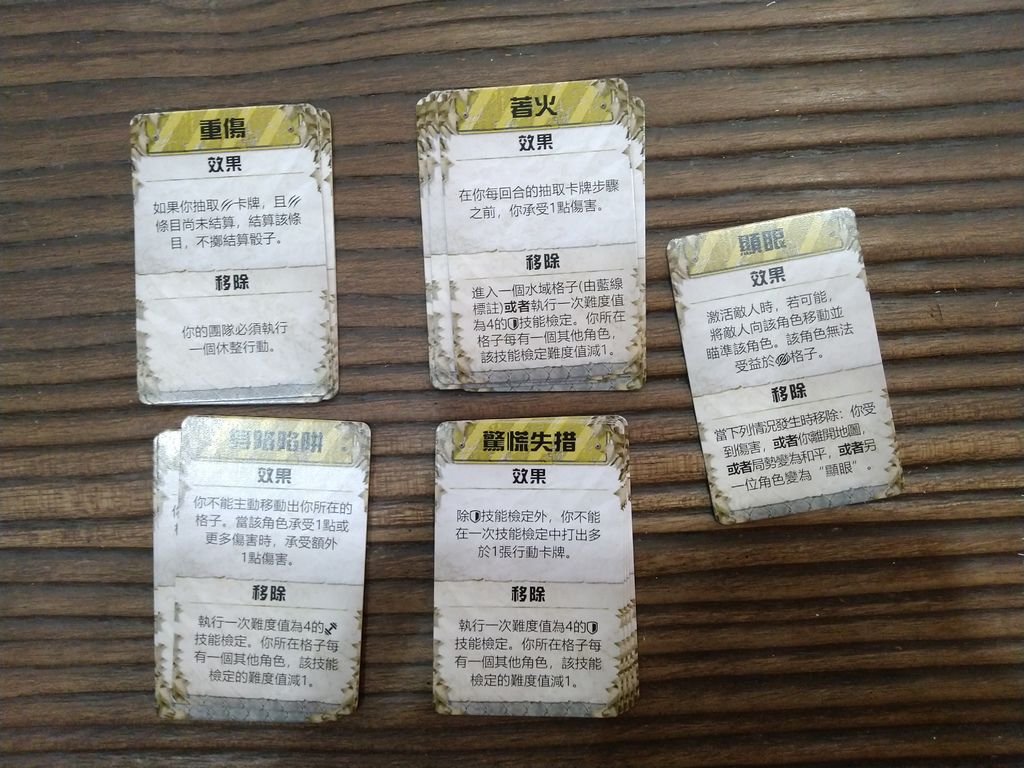 重傷
效果
如果你抽取卡牌，且
條目尚未結算，結算該條
目，不擲結算骰子。
移除
你的團隊必須執行
一個休整行動。
著火
效果
在你每回合的抽取卡牌步驟
之前，你承受1點傷害。
移除
進入一個水域格子(由藍線
標註)或者執行一次難度值
為4的技能檢定。你所在
格子每有一個其他角色，
該技能檢定難度值減1。
顯眼
效果
激活敵人時，若可能，
將敵人向該角色移動並
瞄準該角色。該角色無法
受益於格子。
移除
當下列情況發生時移除：你受
到傷害，或者你離開地圖，
或者局勢變為和平，或者另
一位角色變為“顯眼”。
身陷陷阱
效果
你不能主動移動出你所在的
格子。當該角色承受1點或
更多傷害時，承受額外
1點傷害。
移除
執行一次難度值為4的
技能檢定。你所在格子每
有一個其他角色，該技能
檢定的難度值減1。
驚慌失措
效果
除技能檢定外，你不能
在一次技能檢定中打出多
於1張行動卡牌。
移除
執行一次難度值為4的
技能檢定。你所在格子每
有一個其他角色，該技能
檢定的難度值減1。